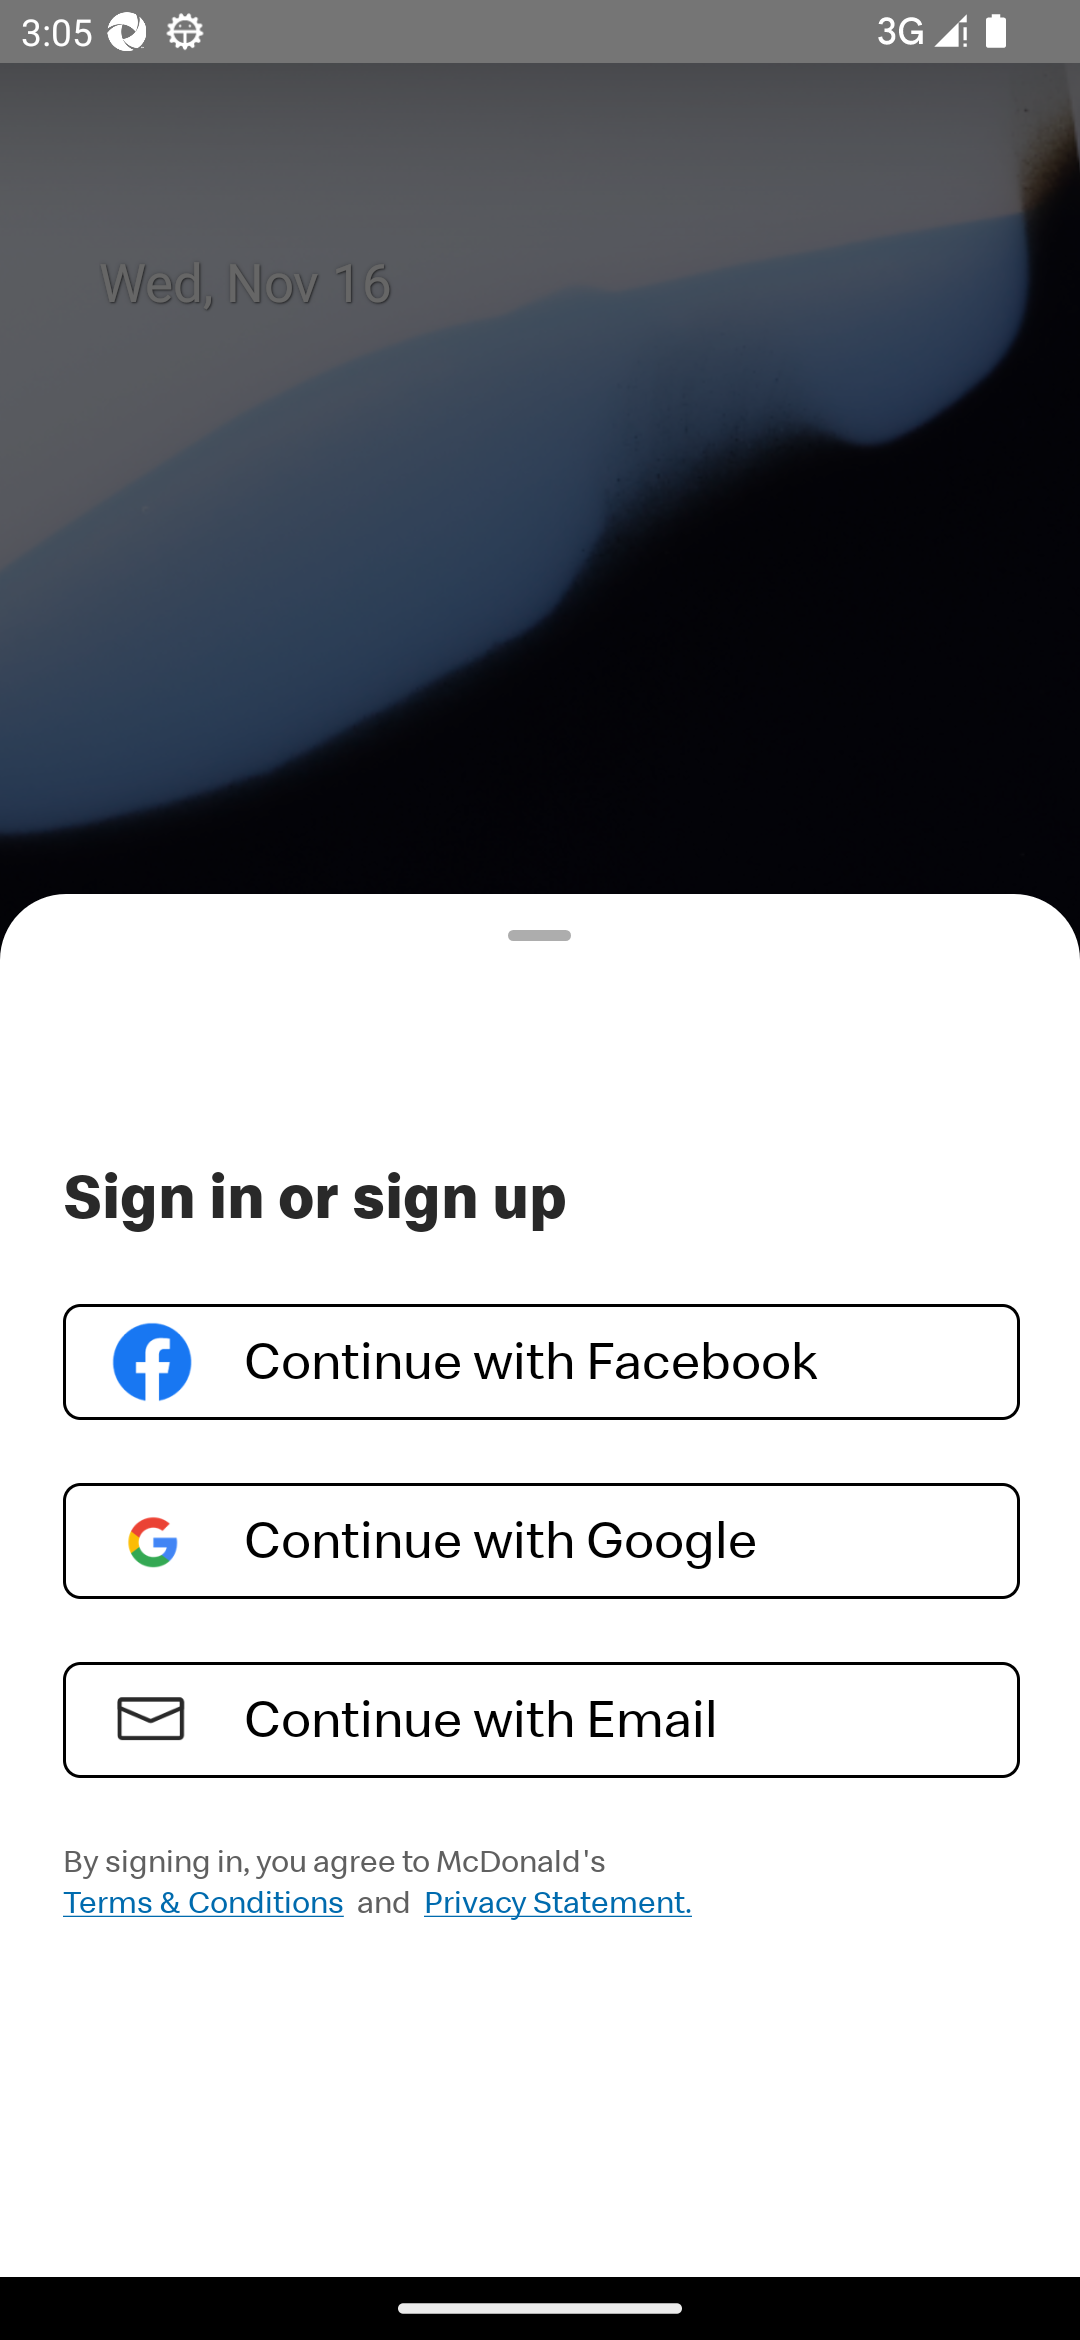 3:05
3G
Wed, Nov 16
Sign in or sign up
Continue with Facebook
Continue with Google
Continue with Email
By signing in, you agree to McDonald's
Terms & Conditions and Privacy Statement.